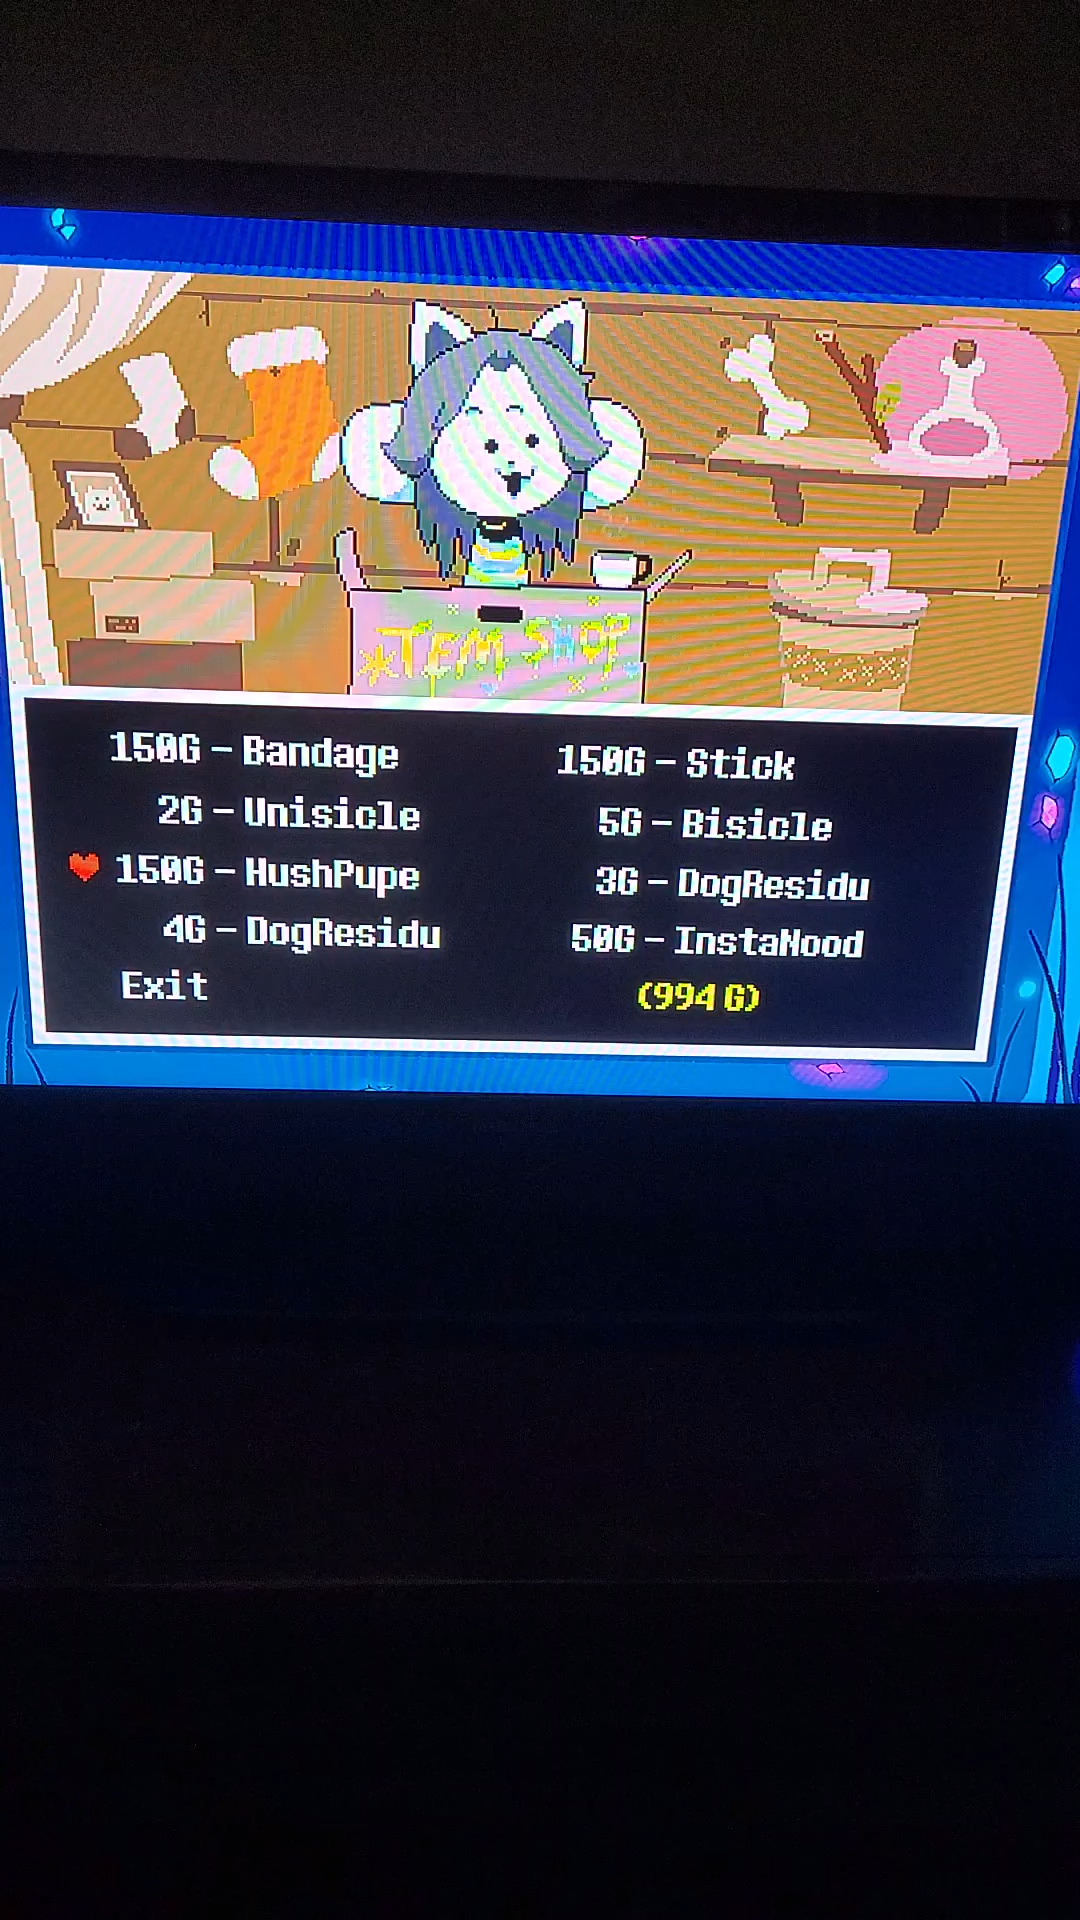 *TEM SHOP
150G - Bandage 150G - Stick
2G - Unisicle 5G - Bisicle
150G - HushPupe 3G - DogResidu
4G - DogResidu 50G - InstaNood
Exit (994 G)